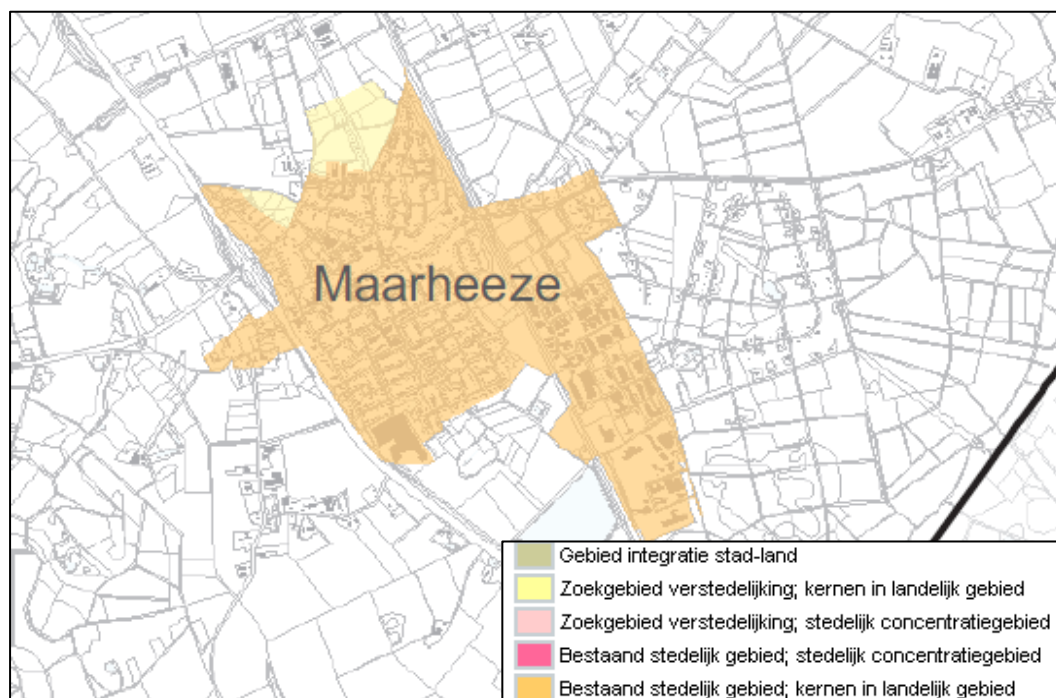 Maarheeze
Gebied integratie stad-land
Zoekgebied verstedelijking; kernen in landelijk gebied
Zoekgebied verstedelijking; stedelijk concentratiegebied
Bestaand stedelijk gebied; stedelijk concentratiegebied
Bestaand stedelijk gebied; kernen in landelijk gebied